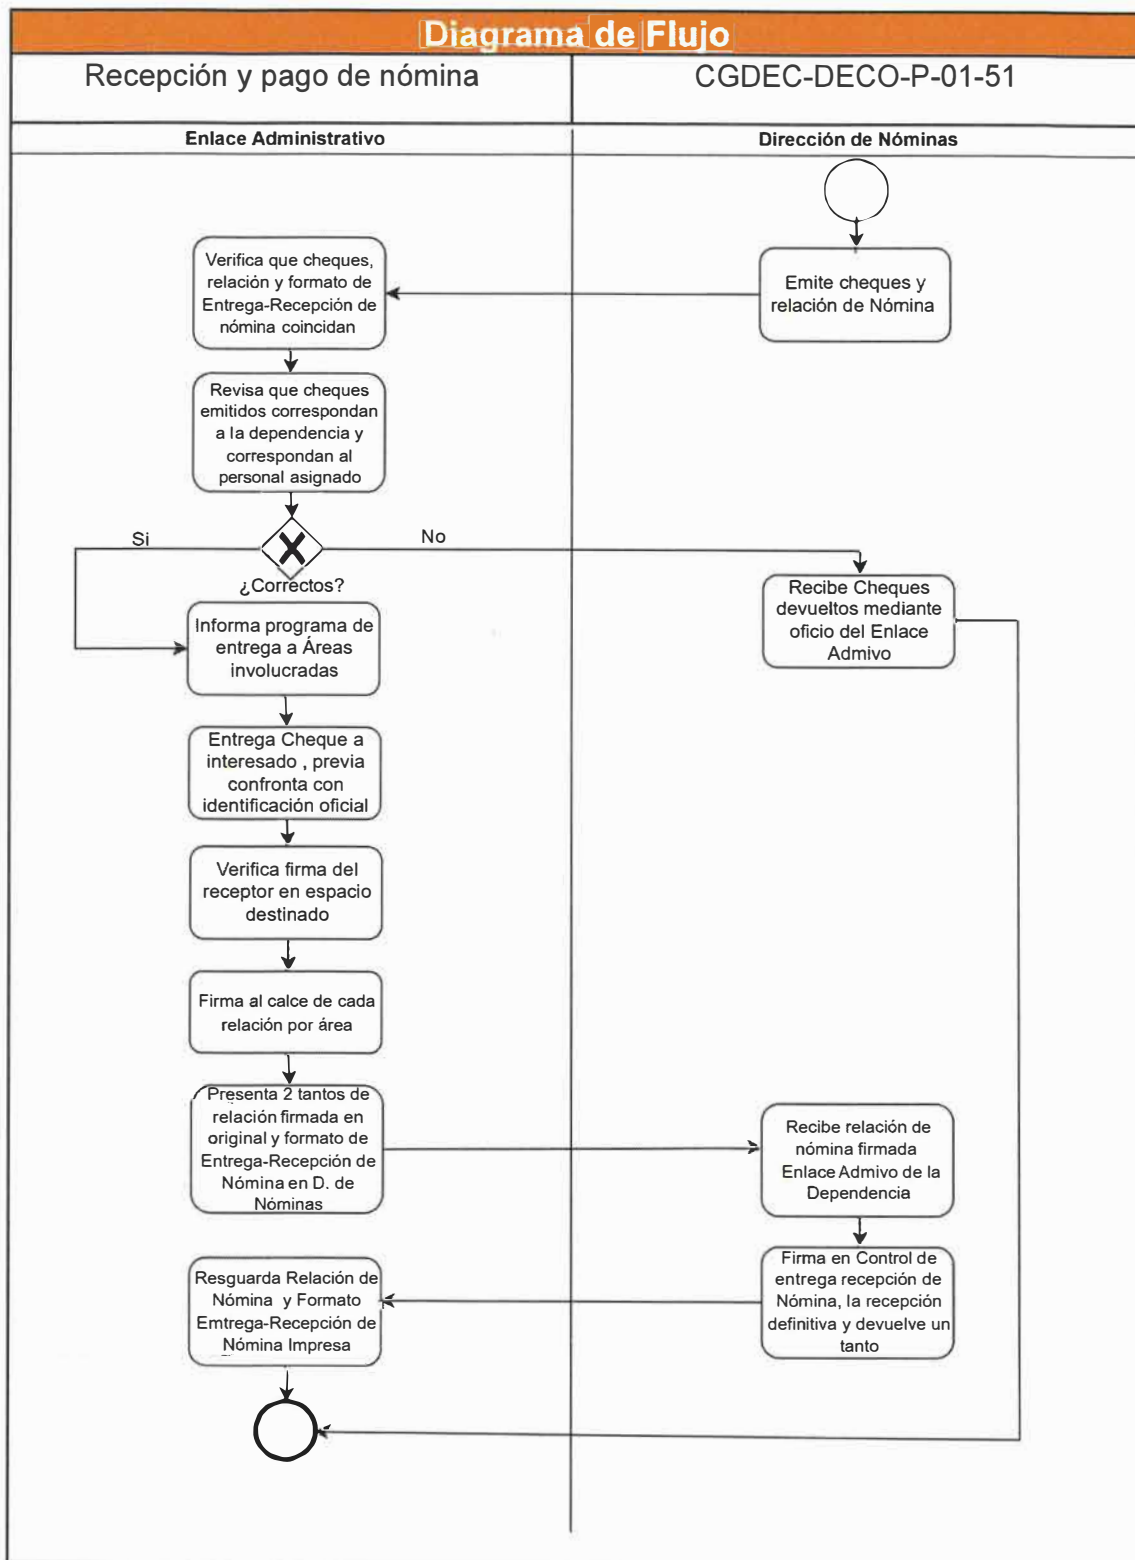 Diagrama de Flujo
Recepción y pago de nómina
CGDEC-DECO-P-01-51
Enlace Administrativo
Dirección de Nóminas
Emite cheques y
relación de Nómina
Verifica que cheques,
relación y formato de
Entrega-Recepción de
nómina coincidan
Revisa que cheques
emitidos correspondan
a la dependencia y
correspondan al
personal asignado
Si
No
¿Correctos?
Recibe Cheques
devueltos mediante
oficio del Enlace
Admivo
Informa programa de
entrega a Áreas
involucradas
Entrega Cheque a
interesado , previa
confronta con
identificación oficial
Verifica firma del
receptor en espacio
destinado
Firma al calce de cada
relación por área
Presenta 2 tantos de
relación firmada en
original y formato de
Entrega-Recepción de
Nómina en D. de
Nóminas
Recibe relación de
nómina firmada
Enlace Admivo de la
Dependencia
Firma en Control de
entrega recepción de
Nómina, la recepción
definitiva y devuelve un
tanto
Resguarda Relación de
Nómina y Formato
Emtrega-Recepción de
Nómina Impresa